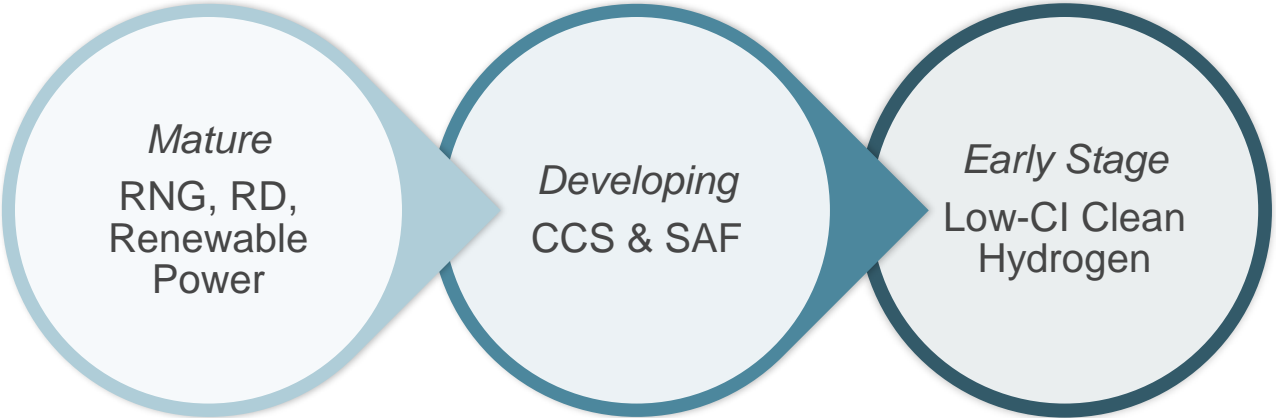 Mature
RNG, RD,
Renewable
Power
Developing
CCS & SAF
Early Stage
Low-CI Clean
Hydrogen